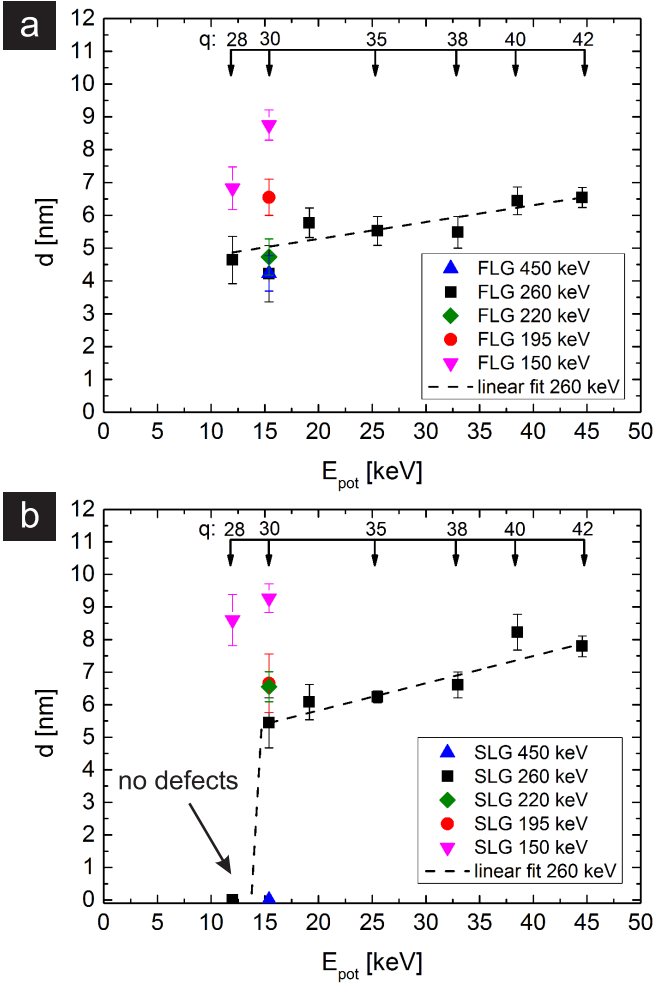 a
12
11
10
9
8
7
6
5
4
3
2
1
0
d [nm]
q: 28 30 35 38 40 42
FLG 450 keV
FLG 260 keV
FLG 220 keV
FLG 195 keV
FLG 150 keV
linear fit 260 keV
0 5 10 15 20 25 30 35 40 45 50
E_pot [keV]
b
12
11
10
9
8
7
6
5
4
3
2
1
0
d [nm]
q: 28 30 35 38 40 42
no defects
SLG 450 keV
SLG 260 keV
SLG 220 keV
SLG 195 keV
SLG 150 keV
linear fit 260 keV
0 5 10 15 20 25 30 35 40 45 50
E_pot [keV]